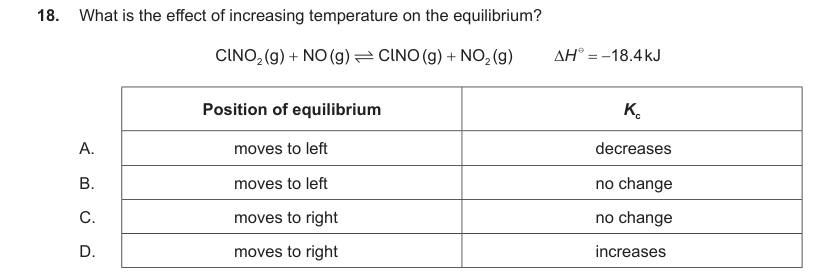 18. What is the effect of increasing temperature on the equilibrium?
ClNO₂(g) + NO(g) ⇌ ClNO(g) + NO₂(g) ΔH⊖ = −18.4 kJ
Position of equilibrium Kc
A. moves to left decreases
B. moves to left no change
C. moves to right no change
D. moves to right increases